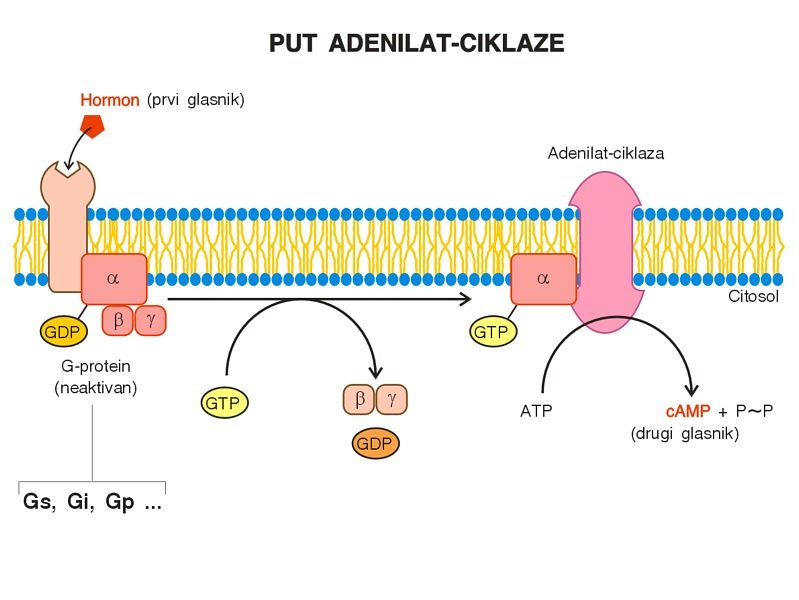 PUT ADENILAT-CIKLAZE
Hormon (prvi glasnik)
Adenilat-ciklaza
α
β γ
GDP
G-protein
(neaktivan)
Gs, Gi, Gp ...
GTP
β γ
GDP
α
GTP
Citosol
ATP
cAMP + P~P
(drugi glasnik)